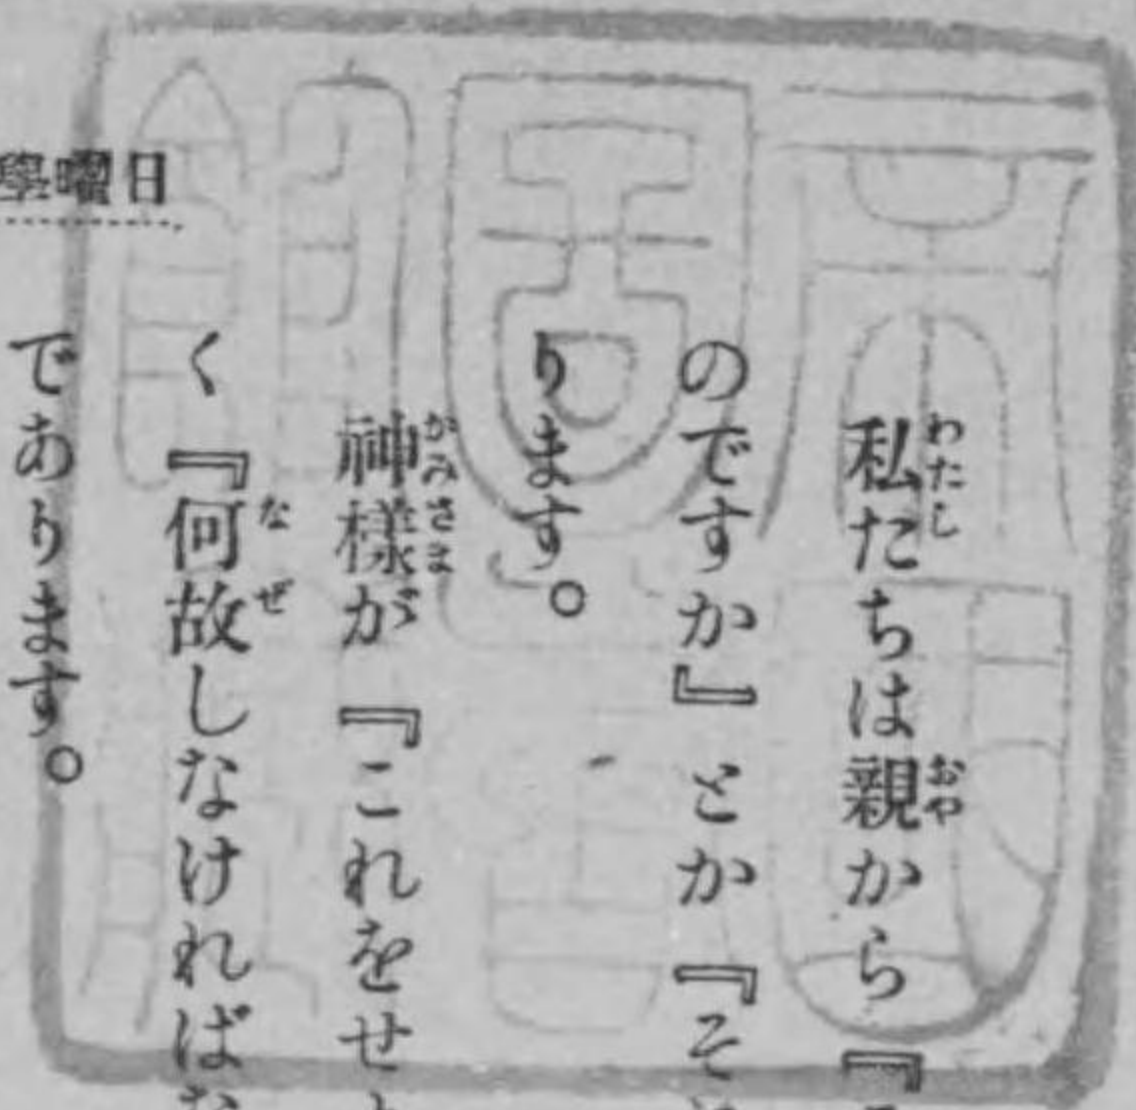 日曜學
私たちは親から『
のですか』とか『そ
ります。
神様が『これをせ
く『何故しなければ
であります。